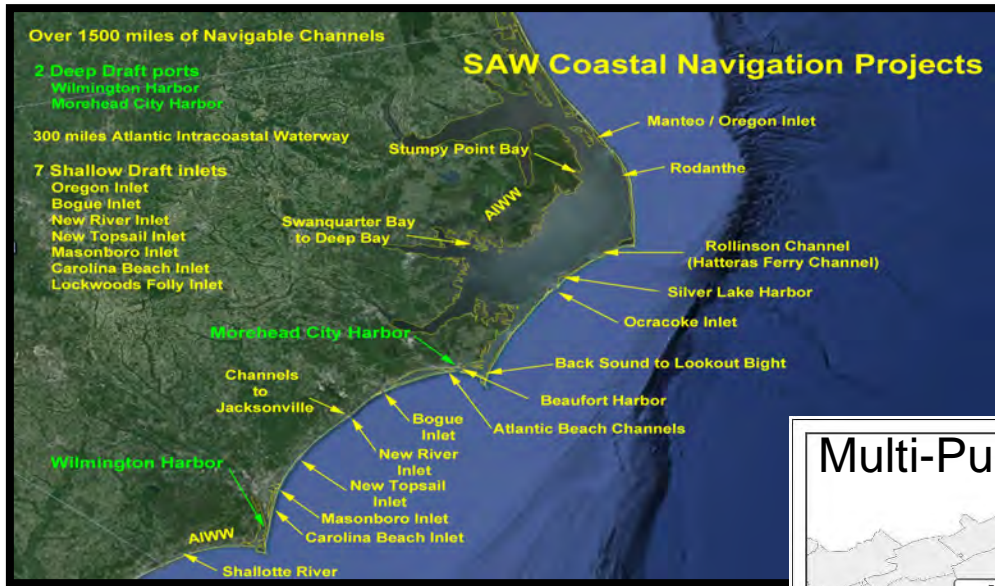 Over 1500 miles of Navigable Channels
SAW Coastal Navigation Projects
2 Deep Draft ports
Wilmington Harbor
Morehead City Harbor
300 miles Atlantic Intracoastal Waterway
7 Shallow Draft inlets
Oregon Inlet
Bogue Inlet
New River Inlet
New Topsail Inlet
Masonboro Inlet
Carolina Beach Inlet
Lockwoods Folly Inlet
Manteo / Oregon Inlet
Stumpy Point Bay
Rodanthe
AIWW
Swanquarter Bay
to Deep Bay
Rollinson Channel
(Hatteras Ferry Channel)
Silver Lake Harbor
Ocracoke Inlet
Morehead City Harbor
Back Sound to Lookout Bight
Channels
to
Jacksonville
Beaufort Harbor
Bogue
Inlet
Atlantic Beach Channels
New River
Inlet
Wilmington Harbor
New Topsail
Inlet
Masonboro Inlet
AIWW
Carolina Beach Inlet
Shallotte River
Multi-Pu